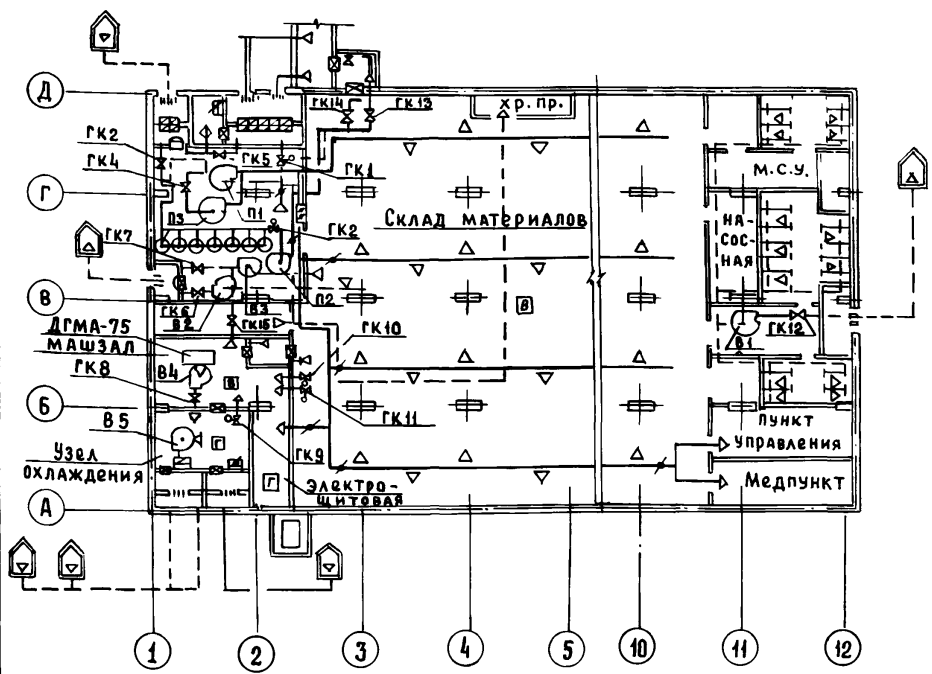 Д
ГК14
ГК13
хр. пр.
ГК2
ГК4
ГК5
ГК1
М.С.У.
Г
П3
П1
Склад материалов
ГК2
НА-
СОС-
НАЯ
ГК7
В
ГК6
В2
В3
ГК15
П2
В
ГК10
В1
ГК12
ДГМА-75
МАШЗАЛ
ГК8
В4
В
Б
ГК11
В5
Г
ГК9
ПУНКТ
УПРАВЛЕНИЯ
Узел
ОХЛАЖДЕНИЯ
Г
ЭЛЕКТРО-
ЩИТОВАЯ
Медпункт
А
1
2
3
4
5
10
11
12